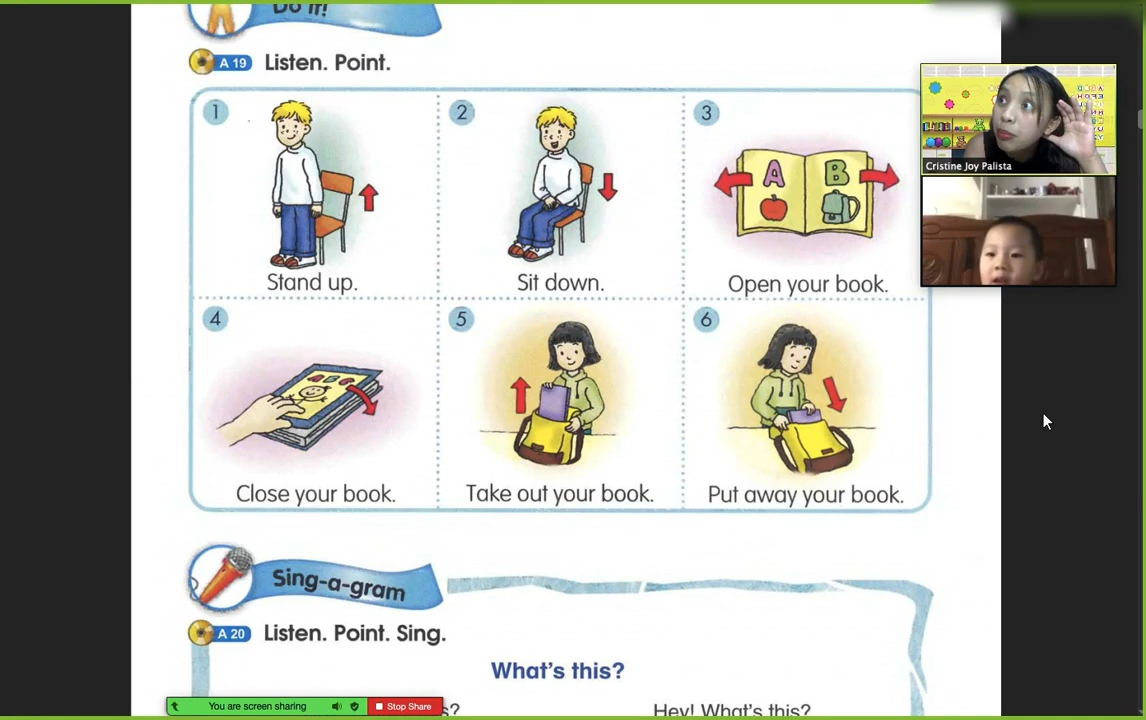 Do it!
A 19 Listen. Point.
1
2
3
A B
Stand up.
Sit down.
Open your book.
4
5
6
A B C
Close your book.
Take out your book.
Put away your book.
Sing-a-gram
A 20 Listen. Point. Sing.
What's this?
s?
Hey! What's this?
You are screen sharing
Stop Share
Cristine Joy Palista